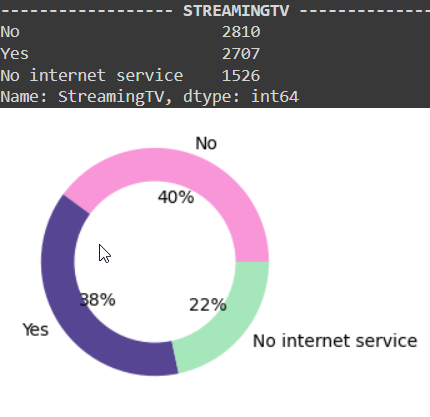 ------------------ STREAMINGTV --------------
No 2810
Yes 2707
No internet service 1526
Name: StreamingTV, dtype: int64
No
40%
38%
22%
Yes
No internet service